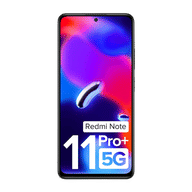 Redmi Note
11 Pro+
5G